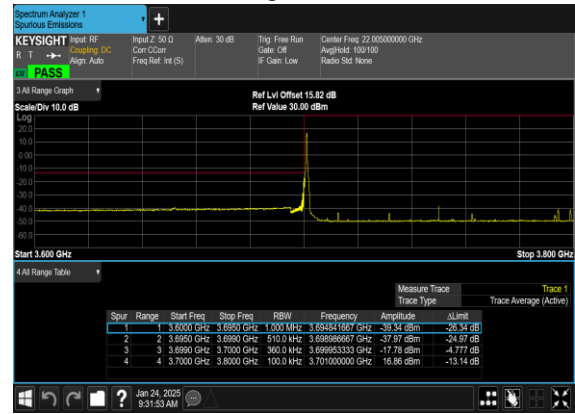 Spectrum Analyzer 1
Spurious Emissions
+
KEYSIGHT Input: RF Input Z: 50 Ω Atten: 30 dB Trig: Free Run Center Freq: 22.005000000 GHz
R T Coupling: DC Corr CCorr Gate: Off Avg|Hold: 100/100
Align: Auto Freq Ref: Int (S) IF Gain: Low Radio Std: None
PASS
3 All Range Graph
Ref Lvl Offset 15.82 dB
Scale/Div 10.0 dB Ref Value 30.00 dBm
Log
20.0
10.0
0.00
-10.0
-20.0
-30.0
-40.0
-50.0
-60.0
Start 3.600 GHz Stop 3.800 GHz
4 All Range Table
Measure Trace Trace 1
Trace Type Trace Average (Active)
Spur Range Start Freq Stop Freq RBW Frequency Amplitude ΔLimit
1 1 3.6000 GHz 3.6950 GHz 1.000 MHz 3.694841667 GHz -39.34 dBm -26.34 dB
2 2 3.6950 GHz 3.6990 GHz 510.0 kHz 3.698986667 GHz -37.97 dBm -24.97 dB
3 3 3.6990 GHz 3.7000 GHz 360.0 kHz 3.699953333 GHz -17.78 dBm -4.777 dB
4 4 3.7000 GHz 3.8000 GHz 100.0 kHz 3.701000000 GHz 16.86 dBm -13.14 dB
?
Jan 24, 2025
9:31:53 AM